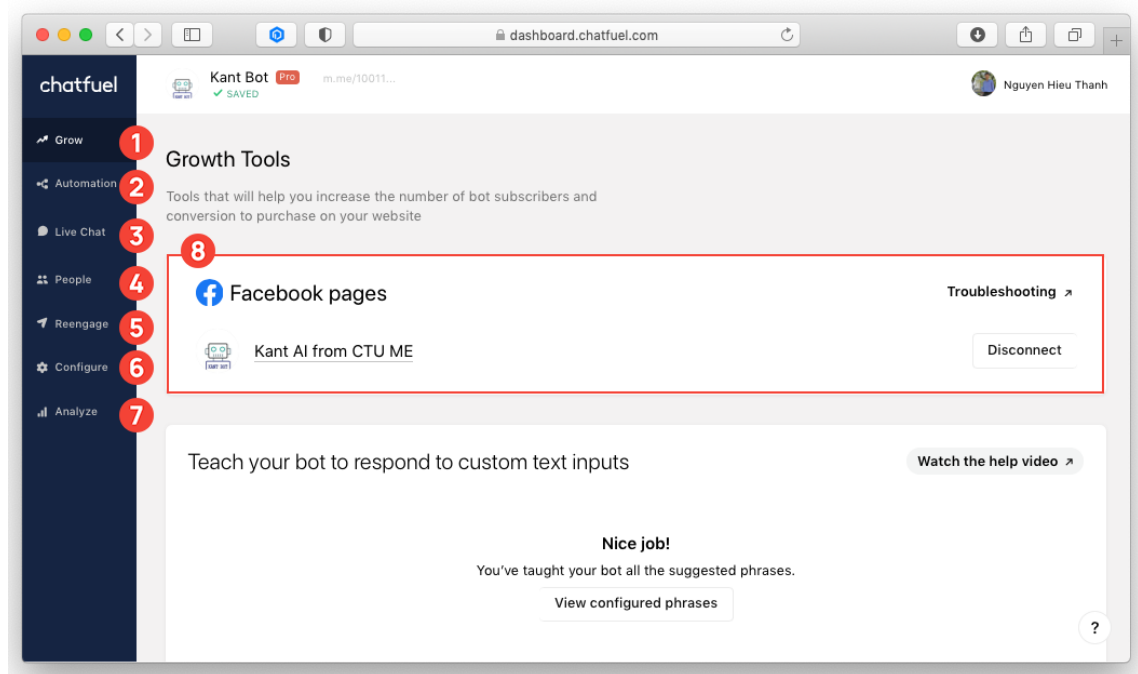 dashboard.chatfuel.com
chatfuel
Kant Bot Pro m.me/10011...
SAVED
Nguyen Hieu Thanh
Grow 1
Automation 2
Live Chat 3
People 4
Reengage 5
Configure 6
Analyze 7
Growth Tools
Tools that will help you increase the number of bot subscribers and
conversion to purchase on your website
8
Facebook pages
Troubleshooting
KANT BOT
Kant AI from CTU ME
Disconnect
Teach your bot to respond to custom text inputs
Watch the help video
Nice job!
You've taught your bot all the suggested phrases.
View configured phrases
?